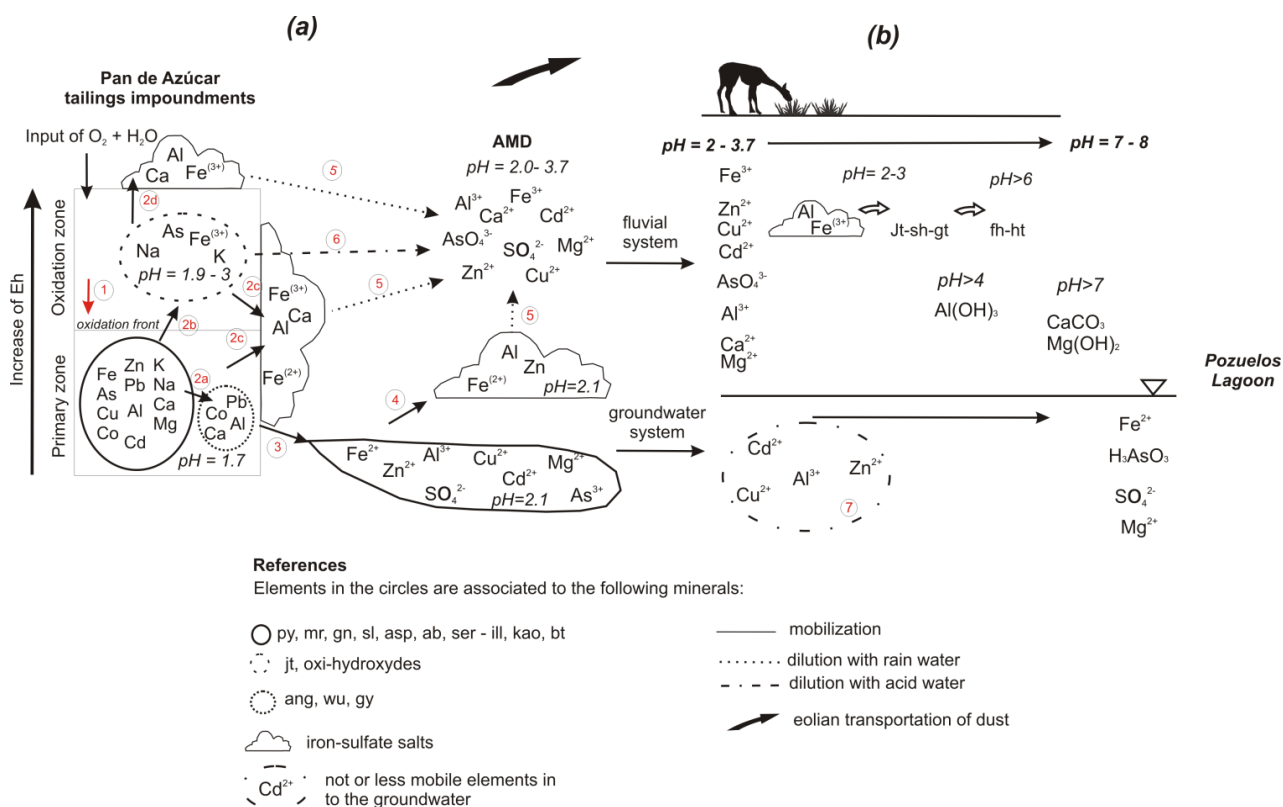 (a)
(b)
Pan de Azúcar
tailings impoundments
Input of O₂ + H₂O
Al
Ca Fe⁽³⁺⁾
Increase of Eh
Oxidation zone
Primary zone
2d
As
Na Fe⁽³⁺⁾
K
pH = 1.9 - 3
1
oxidation front
2b
2c
2c
Fe⁽³⁺⁾
Al Ca
Fe⁽²⁺⁾
Zn K
Fe Pb Na
As
Cu Al Ca
Mg
Co Cd
2a
Pb
Co
Ca Al
pH = 1.7
3
5
6
5
5
4
AMD
pH = 2.0- 3.7
Al³⁺ Fe³⁺
Ca²⁺ Cd²⁺
AsO₄³⁻ SO₄²⁻ Mg²⁺
Zn²⁺ Cu²⁺
Al
Zn
Fe⁽²⁺⁾ pH=2.1
Fe²⁺ Al³⁺ Cu²⁺ Mg²⁺
Zn²⁺ Cd²⁺
SO₄²⁻ pH=2.1 As³⁺
fluvial
system
groundwater
system
pH = 2 - 3.7
pH = 7 - 8
Fe³⁺
Zn²⁺
Cu²⁺
Cd²⁺
AsO₄³⁻
Al³⁺
Ca²⁺
Mg²⁺
pH= 2-3
pH>6
Al
Fe⁽³⁺⁾
Jt-sh-gt
fh-ht
pH>4
Al(OH)₃
pH>7
CaCO₃
Mg(OH)₂
Pozuelos
Lagoon
Cd²⁺
Al³⁺ Zn²⁺
Cu²⁺
7
Fe²⁺
H₃AsO₃
SO₄²⁻
Mg²⁺
References
Elements in the circles are associated to the following minerals:
py, mr, gn, sl, asp, ab, ser - ill, kao, bt
jt, oxi-hydroxydes
ang, wu, gy
iron-sulfate salts
Cd²⁺
not or less mobile elements in
to the groundwater
mobilization
dilution with rain water
dilution with acid water
eolian transportation of dust